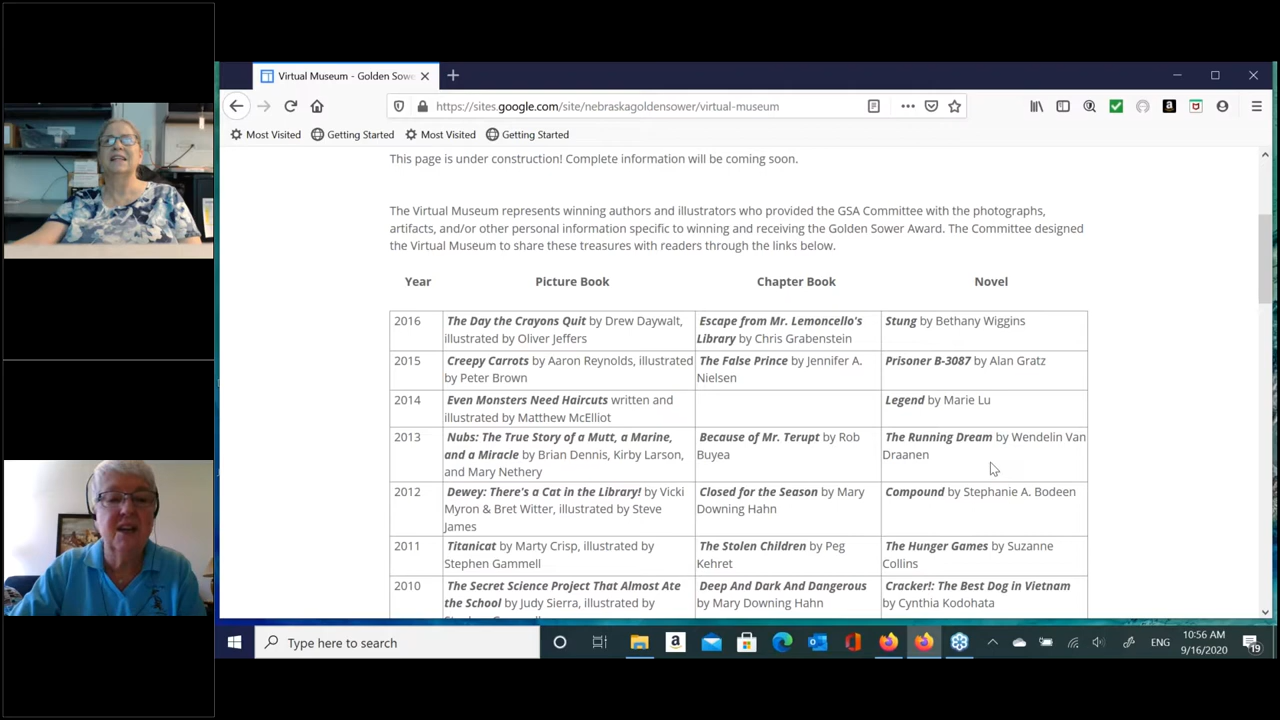 Virtual Museum - Golden Sowe
https://sites.google.com/site/nebraskagoldensower/virtual-museum
Most Visited Getting Started Most Visited Getting Started
This page is under construction! Complete information will be coming soon.
The Virtual Museum represents winning authors and illustrators who provided the GSA Committee with the photographs,
artifacts, and/or other personal information specific to winning and receiving the Golden Sower Award. The Committee designed
the Virtual Museum to share these treasures with readers through the links below.
Year Picture Book Chapter Book Novel
2016 The Day the Crayons Quit by Drew Daywalt, Escape from Mr. Lemoncello's Stung by Bethany Wiggins
illustrated by Oliver Jeffers Library by Chris Grabenstein
2015 Creepy Carrots by Aaron Reynolds, illustrated The False Prince by Jennifer A. Prisoner B-3087 by Alan Gratz
by Peter Brown Nielsen
2014 Even Monsters Need Haircuts written and Legend by Marie Lu
illustrated by Matthew McElliot
2013 Nubs: The True Story of a Mutt, a Marine, Because of Mr. Terupt by Rob The Running Dream by Wendelin Van
and a Miracle by Brian Dennis, Kirby Larson, Buyea Draanen
and Mary Nethery
2012 Dewey: There's a Cat in the Library! by Vicki Closed for the Season by Mary Compound by Stephanie A. Bodeen
Myron & Bret Witter, illustrated by Steve Downing Hahn
James
2011 Titanicat by Marty Crisp, illustrated by The Stolen Children by Peg The Hunger Games by Suzanne
Stephen Gammell Kehret Collins
2010 The Secret Science Project That Almost Ate Deep And Dark And Dangerous Cracker!: The Best Dog in Vietnam
the School by Judy Sierra, illustrated by by Mary Downing Hahn by Cynthia Kodohata
Type here to search
ENG
10:56 AM
9/16/2020
19